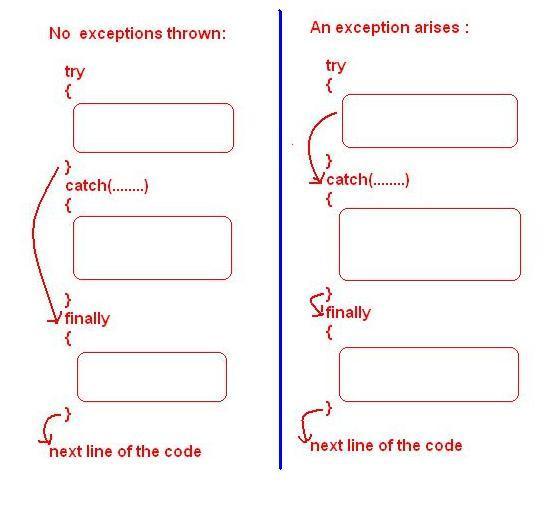 No exceptions thrown:
try
{
}
catch(........)
{
}
finally
{
}
next line of the code
An exception arises :
try
{
}
catch(........)
{
}
finally
{
}
next line of the code